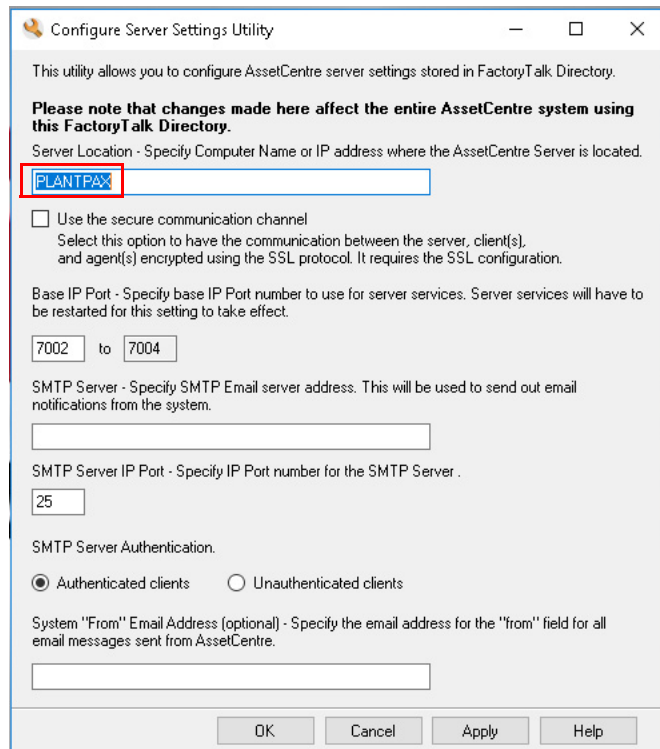 Configure Server Settings Utility
This utility allows you to configure AssetCentre server settings stored in FactoryTalk Directory.
Please note that changes made here affect the entire AssetCentre system using
this FactoryTalk Directory.
Server Location - Specify Computer Name or IP address where the AssetCentre Server is located.
PLANTPAX
Use the secure communication channel
Select this option to have the communication between the server, client(s),
and agent(s) encrypted using the SSL protocol. It requires the SSL configuration.
Base IP Port - Specify base IP Port number to use for server services. Server services will have to
be restarted for this setting to take effect.
7002 to 7004
SMTP Server - Specify SMTP Email server address. This will be used to send out email
notifications from the system.
SMTP Server IP Port - Specify IP Port number for the SMTP Server .
25
SMTP Server Authentication.
Authenticated clients Unauthenticated clients
System "From" Email Address (optional) - Specify the email address for the "from" field for all
email messages sent from AssetCentre.
OK Cancel Apply Help